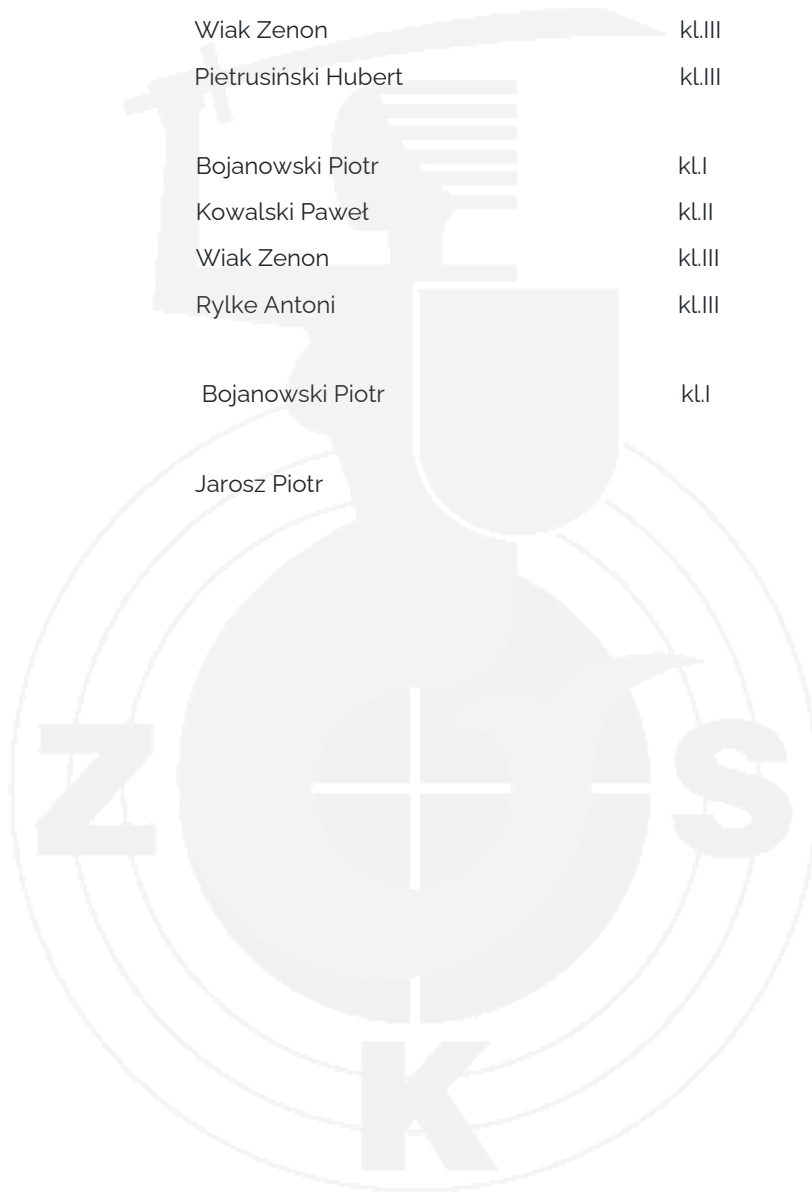 Wiak Zenon kl.III
Pietrusiński Hubert kl.III
Bojanowski Piotr kl.I
Kowalski Paweł kl.II
Wiak Zenon kl.III
Rylke Antoni kl.III
Bojanowski Piotr kl.I
Jarosz Piotr
Z S
K